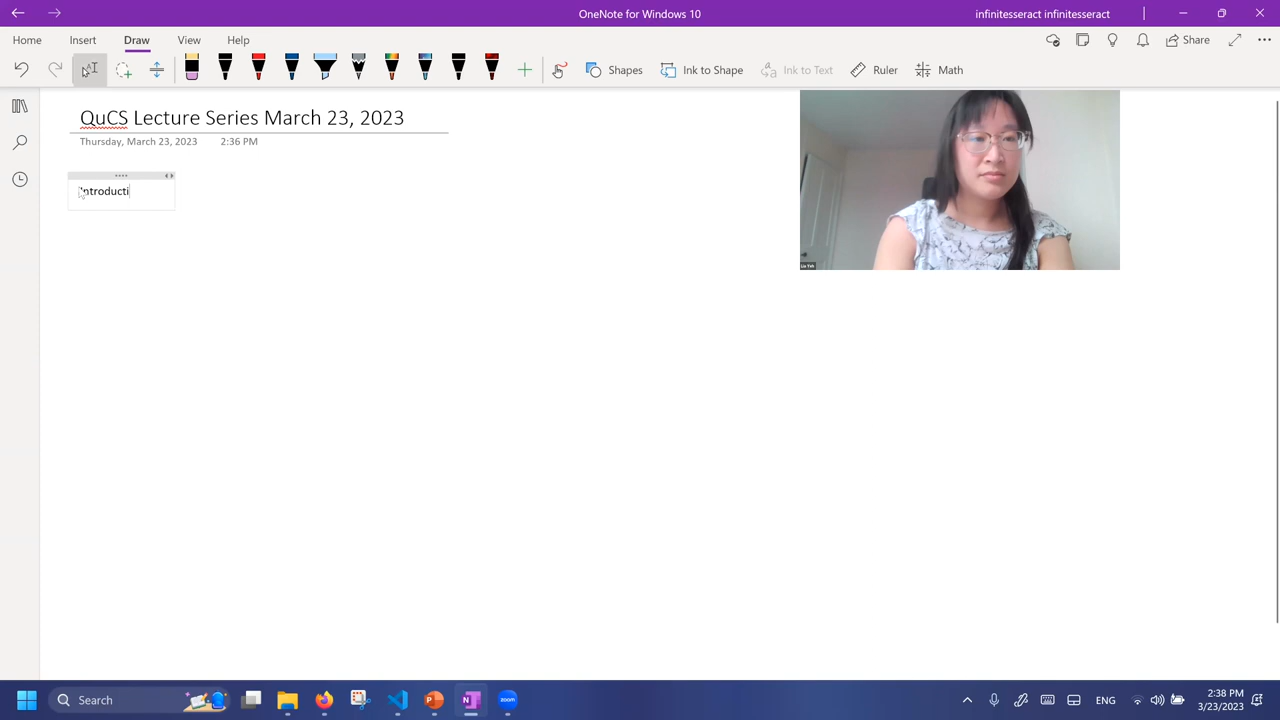 OneNote for Windows 10
infinitesseract infinitesseract
Home Insert Draw View Help
Share
Shapes Ink to Shape Ink to Text Ruler Math
QuCS Lecture Series March 23, 2023
Thursday, March 23, 2023 2:36 PM
Introducti
Search
zoom
ENG
2:38 PM
3/23/2023